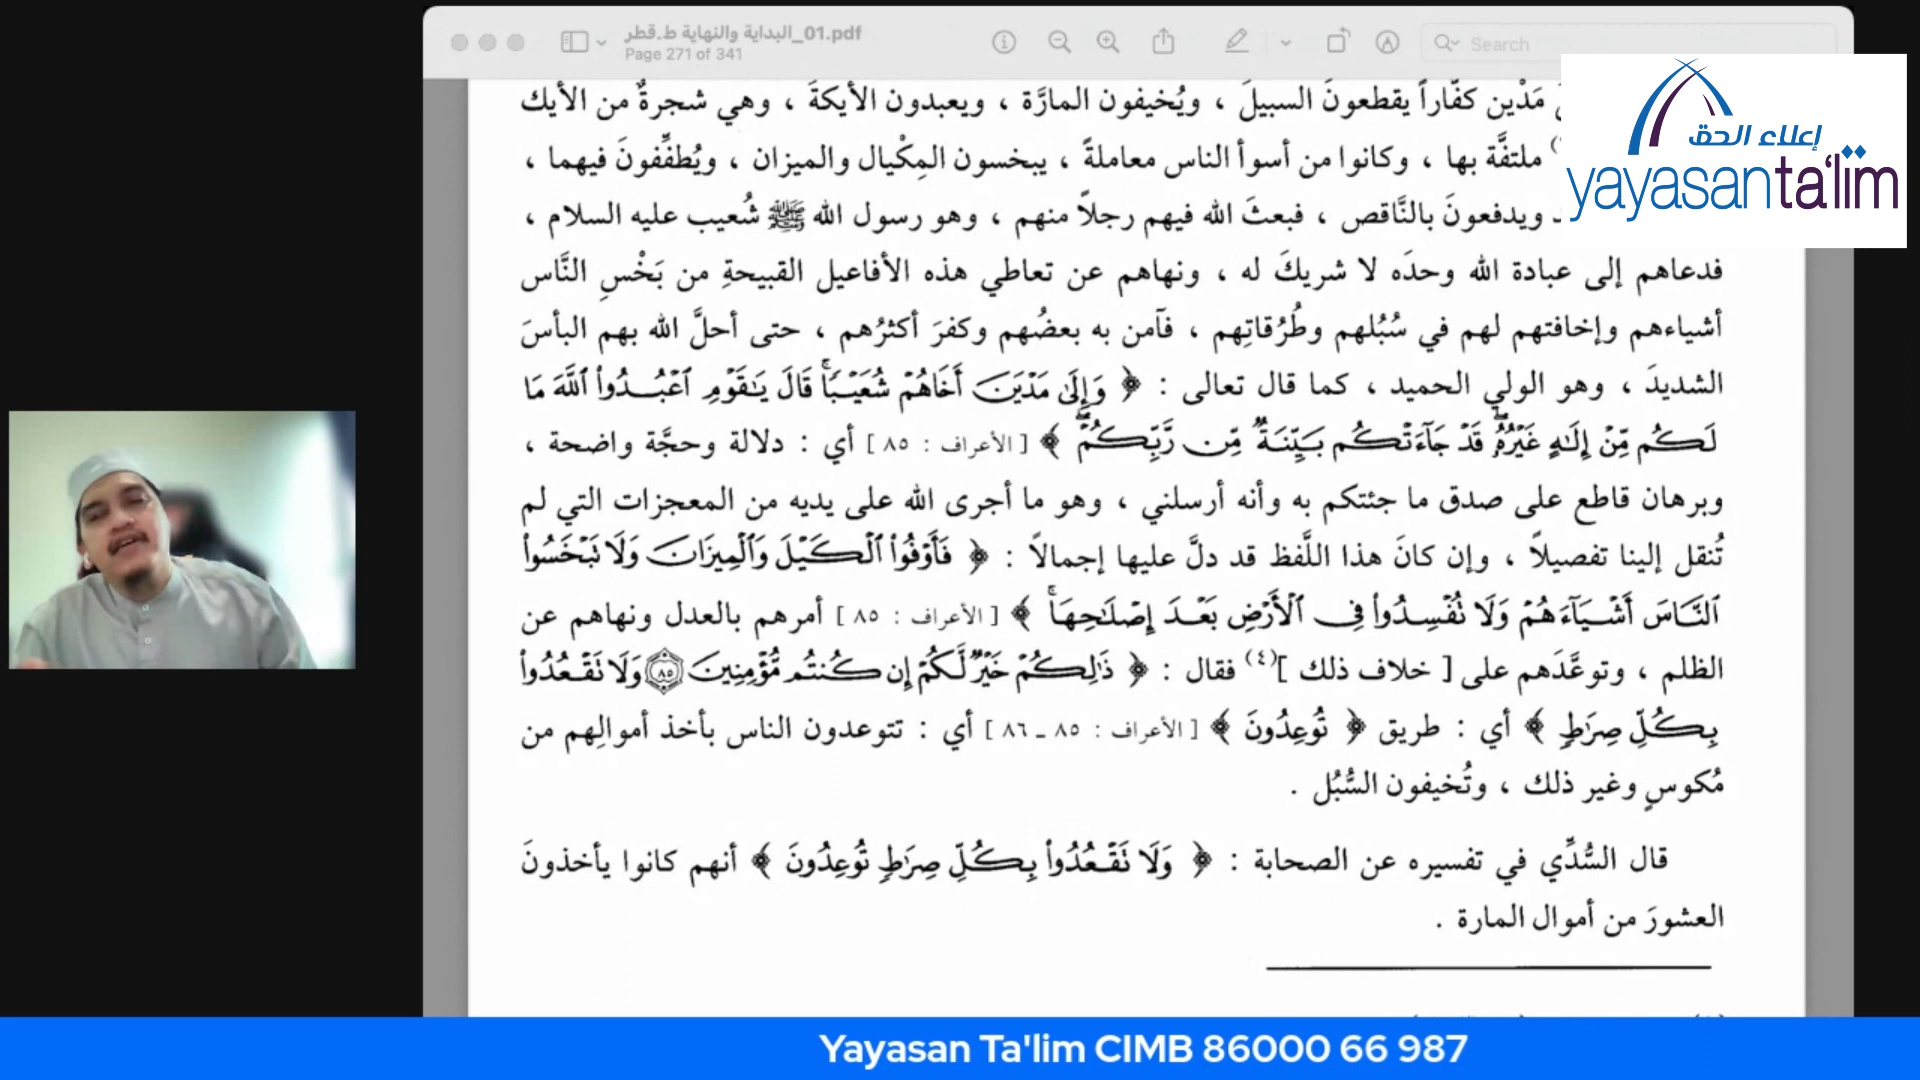 البداية والنهاية ط.قطر_01.pdf
Page 271 of 341
Search
إعلاء الحق
yayasanta'lim
مَدْين كفّاراً يقطعونَ السبيلَ ، ويُخيفون المارَّة ، ويعبدون الأيكةَ ، وهي شجرةٌ من الأيك
ملتفَّة بها ، وكانوا من أسوأ الناس معاملةً ، يبخسون المِكْيال والميزان ، ويُطفِّفونَ فيهما ،
ويدفعونَ بالنَّاقص ، فبعثَ الله فيهم رجلاً منهم ، وهو رسول الله ﷺ شُعيب عليه السلام ،
فدعاهم إلى عبادة الله وحدَه لا شريكَ له ، ونهاهم عن تعاطي هذه الأفاعيل القبيحةِ من بَخْسِ النَّاس
أشياءهم وإخافتهم لهم في سُبُلهم وطُرُقاتِهم ، فآمن به بعضُهم وكفرَ أكثرُهم ، حتى أحلَّ الله بهم البأسَ
الشديدَ ، وهو الولي الحميد ، كما قال تعالى : ﴿ وَإِلَىٰ مَدْيَنَ أَخَاهُمْ شُعَيْبًا ۗ قَالَ يَٰقَوْمِ ٱعْبُدُوا۟ ٱللَّهَ مَا
لَكُم مِّنْ إِلَٰهٍ غَيْرُهُۥ ۖ قَدْ جَآءَتْكُم بَيِّنَةٌ مِّن رَّبِّكُمْ ۖ ﴾ [ الأعراف : ٨٥ ] أي : دلالة وحجَّة واضحة ،
وبرهان قاطع على صدق ما جئتكم به وأنه أرسلني ، وهو ما أجرى الله على يديه من المعجزات التي لم
تُنقل إلينا تفصيلاً ، وإن كانَ هذا اللَّفظ قد دلَّ عليها إجمالاً : ﴿ فَأَوْفُوا۟ ٱلْكَيْلَ وَٱلْمِيزَانَ وَلَا تَبْخَسُوا۟
ٱلنَّاسَ أَشْيَآءَهُمْ وَلَا تُفْسِدُوا۟ فِى ٱلْأَرْضِ بَعْدَ إِصْلَٰحِهَا ۚ ﴾ [ الأعراف : ٨٥ ] أمرهم بالعدل ونهاهم عن
الظلم ، وتوعَّدَهم على [ خلاف ذلك ](٤) فقال : ﴿ ذَٰلِكُمْ خَيْرٌ لَّكُمْ إِن كُنتُم مُّؤْمِنِينَ ۝٨٥ وَلَا تَقْعُدُوا۟
بِكُلِّ صِرَٰطٍ ﴾ أي : طريق ﴿ تُوعِدُونَ ﴾ [ الأعراف : ٨٥ ـ ٨٦ ] أي : تتوعدون الناس بأخذ أموالِهم من
مُكوسٍ وغير ذلك ، وتُخيفون السُّبُل .
قال السُّدِّي في تفسيره عن الصحابة : ﴿ وَلَا تَقْعُدُوا۟ بِكُلِّ صِرَٰطٍ تُوعِدُونَ ﴾ أنهم كانوا يأخذونَ
العشورَ من أموال المارة .
Yayasan Ta'lim CIMB 86000 66 987